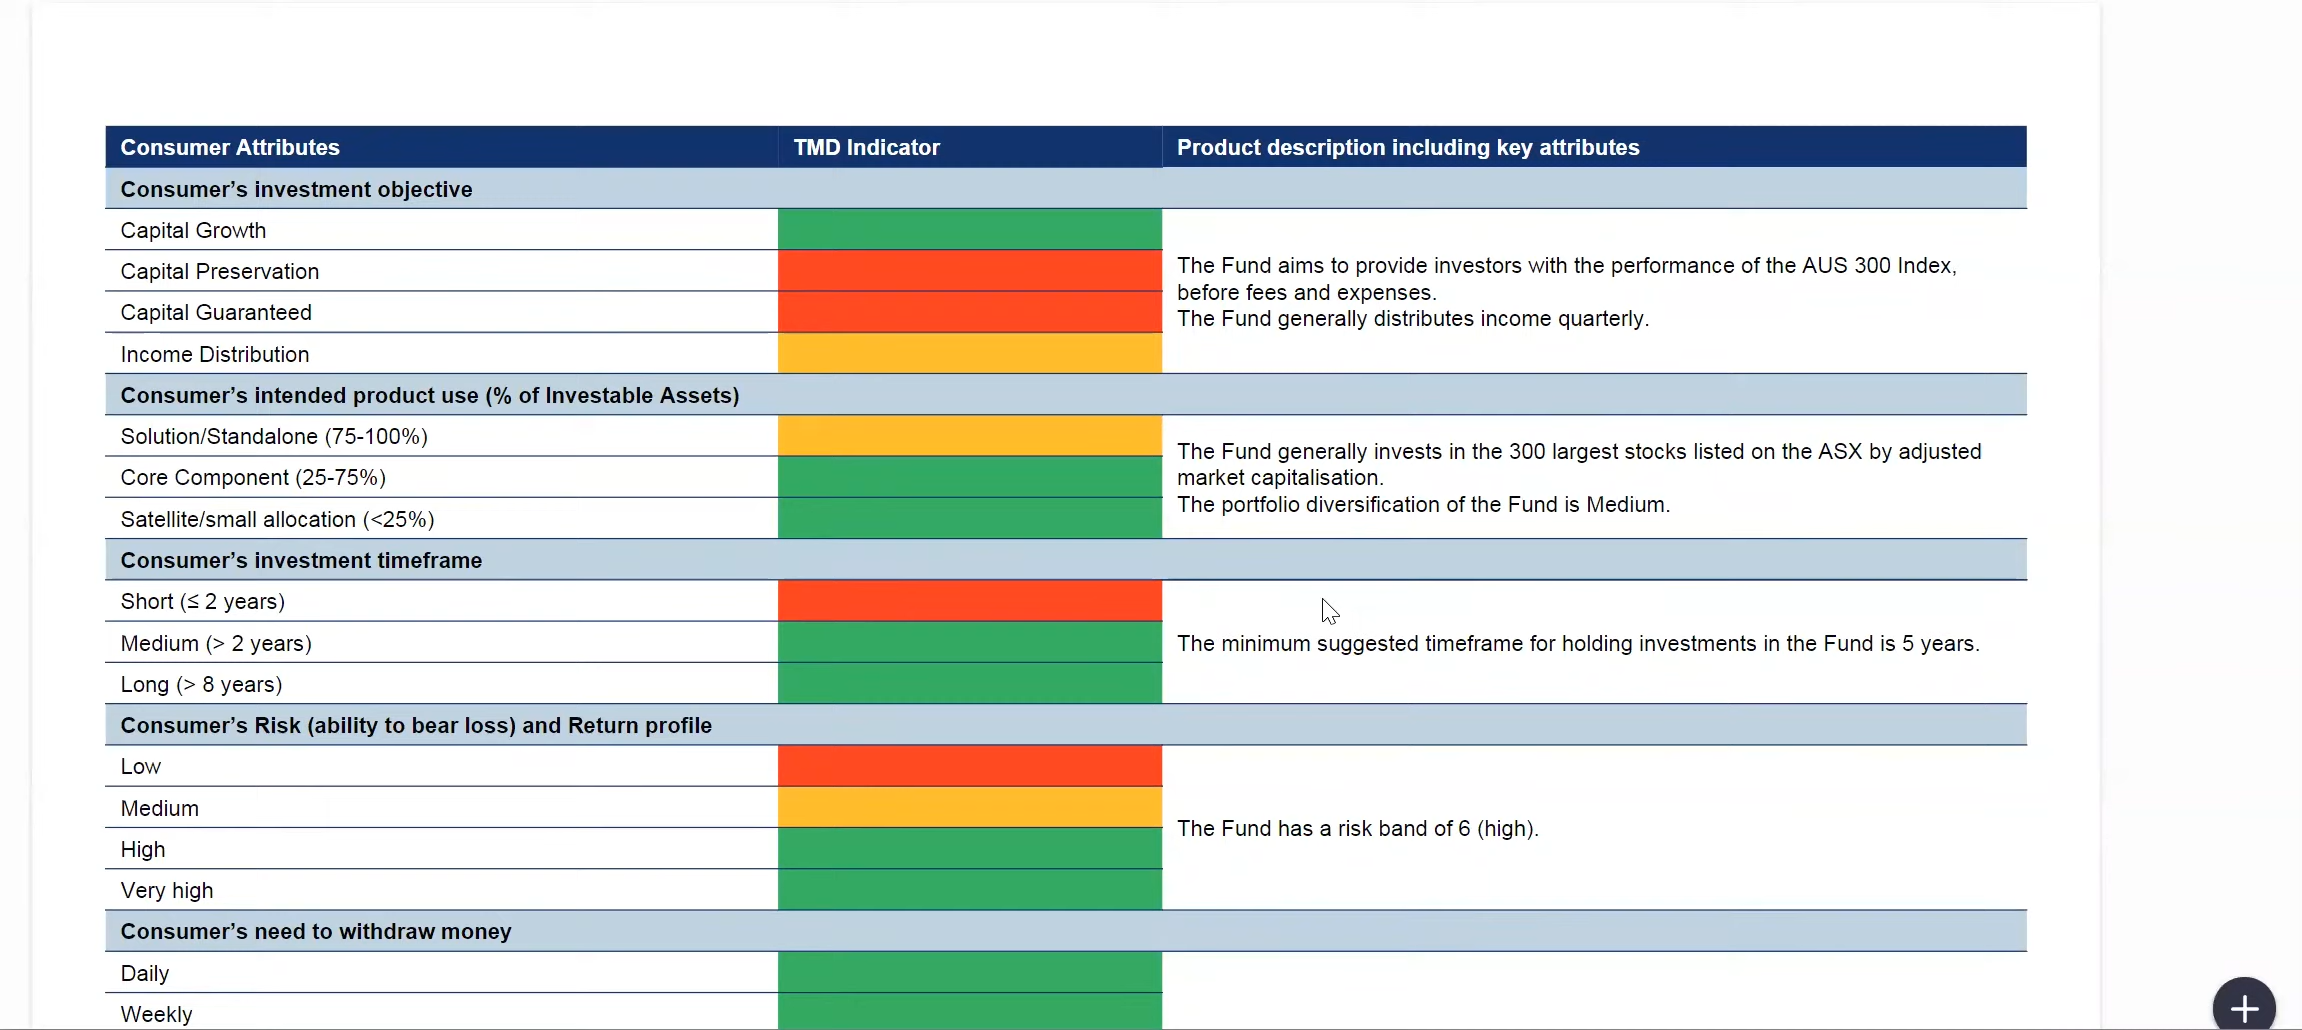 Consumer Attributes TMD Indicator Product description including key attributes
Consumer’s investment objective
Capital Growth
Capital Preservation
Capital Guaranteed
Income Distribution
The Fund aims to provide investors with the performance of the AUS 300 Index,
before fees and expenses.
The Fund generally distributes income quarterly.
Consumer’s intended product use (% of Investable Assets)
Solution/Standalone (75-100%)
Core Component (25-75%)
Satellite/small allocation (<25%)
The Fund generally invests in the 300 largest stocks listed on the ASX by adjusted
market capitalisation.
The portfolio diversification of the Fund is Medium.
Consumer’s investment timeframe
Short (≤ 2 years)
Medium (> 2 years)
Long (> 8 years)
The minimum suggested timeframe for holding investments in the Fund is 5 years.
Consumer’s Risk (ability to bear loss) and Return profile
Low
Medium
High
Very high
The Fund has a risk band of 6 (high).
Consumer’s need to withdraw money
Daily
Weekly